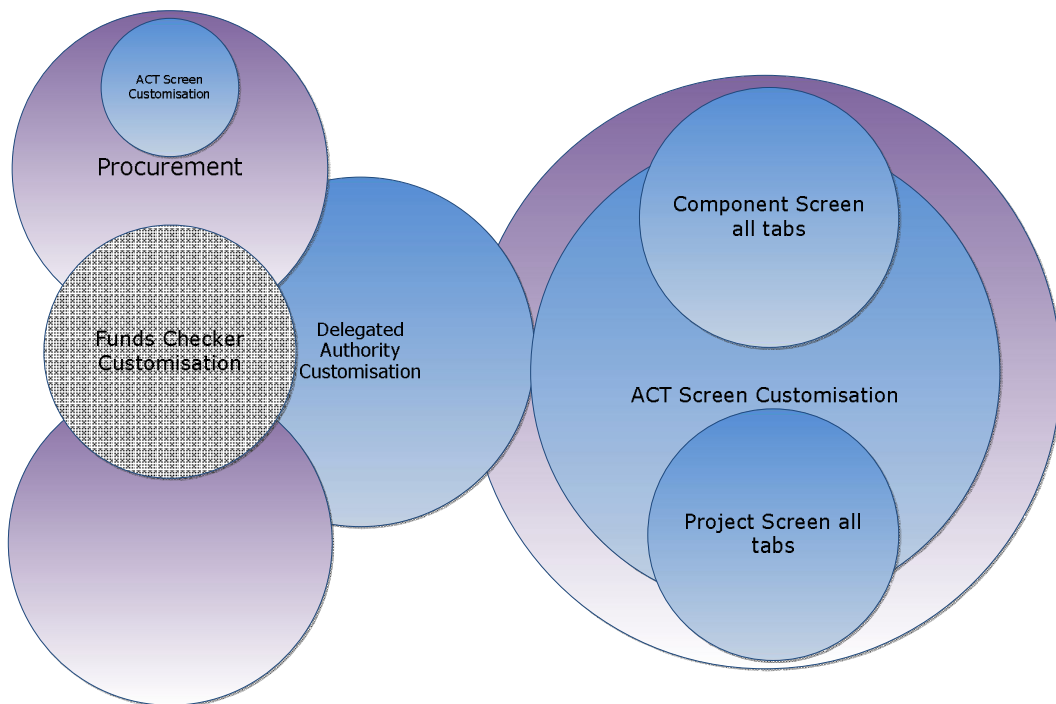 ACT Screen
Customisation
Procurement
Funds Checker
Customisation
Delegated
Authority
Customisation
Component Screen
all tabs
ACT Screen Customisation
Project Screen all
tabs